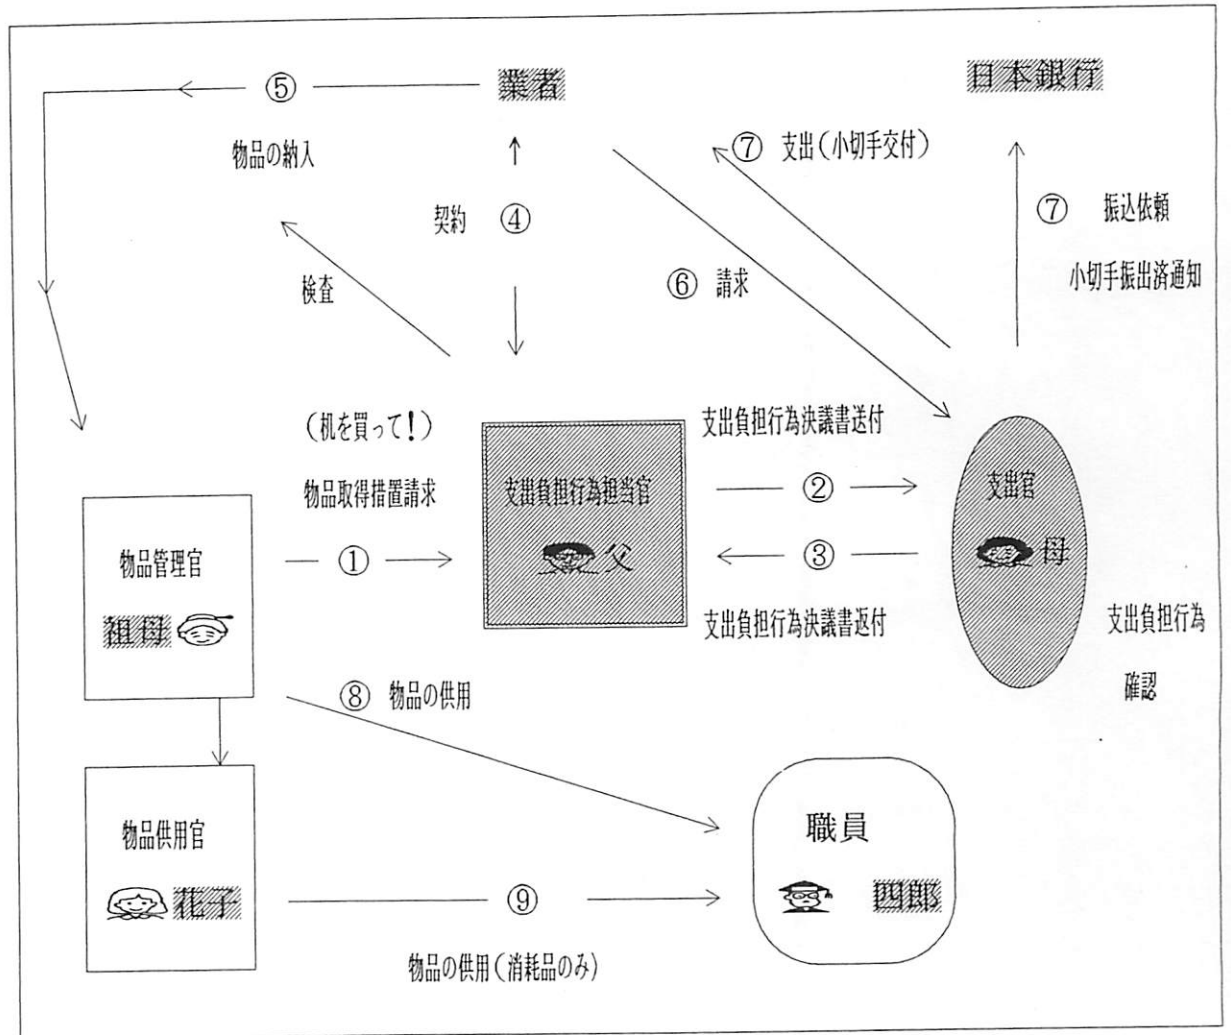 ⑤
業者
日本銀行
物品の納入
⑦ 支出(小切手交付)
契約 ④
⑦ 振込依頼
検査
⑥ 請求
小切手振出済通知
(机を買って!)
支出負担行為決議書送付
物品取得措置請求
支出負担行為担当官
②
支出官
物品管理官
①
父
③
母
祖母
支出負担行為決議書返付
支出負担行為
確認
⑧ 物品の供用
物品供用官
職員
花子
⑨
四郎
物品の供用(消耗品のみ)